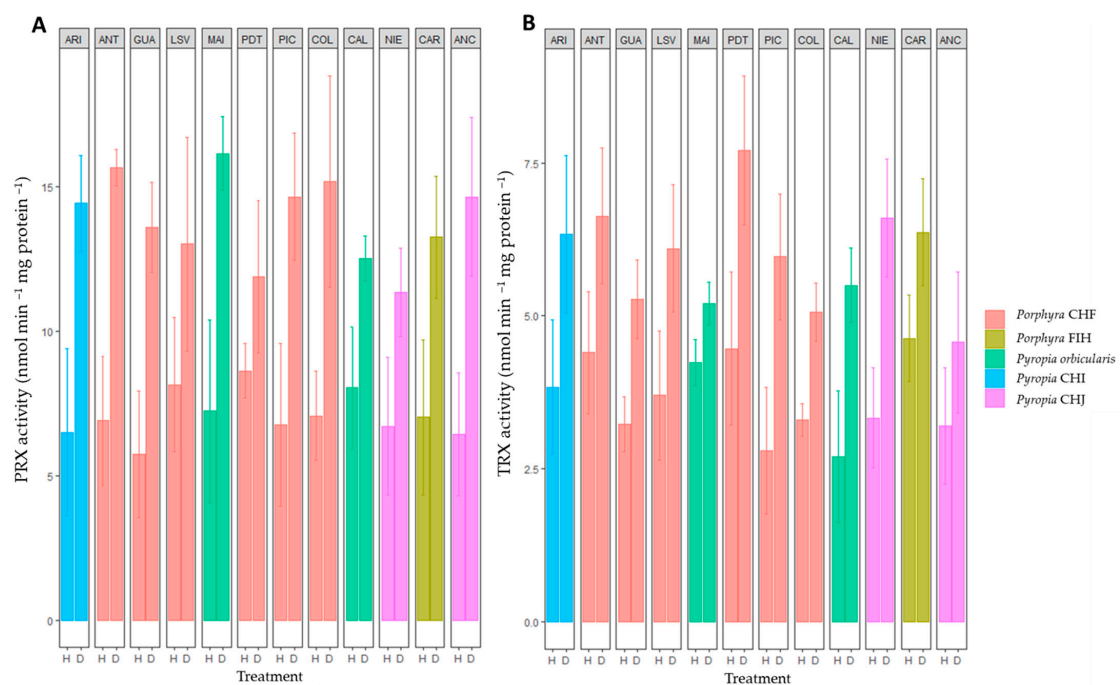 A
ARI ANT GUA LSV MAI PDT PIC COL CAL NIE CAR ANC
PRX activity (nmol min ⁻¹ mg protein ⁻¹)
15
10
5
0
H D H D H D H D H D H D H D H D H D H D H D H D
Treatment
B
ARI ANT GUA LSV MAI PDT PIC COL CAL NIE CAR ANC
TRX activity (nmol min ⁻¹ mg protein ⁻¹)
7.5
5.0
2.5
0.0
H D H D H D H D H D H D H D H D H D H D H D H D
Treatment
Porphyra CHF
Porphyra FIH
Pyropia orbicularis
Pyropia CHI
Pyropia CHJ